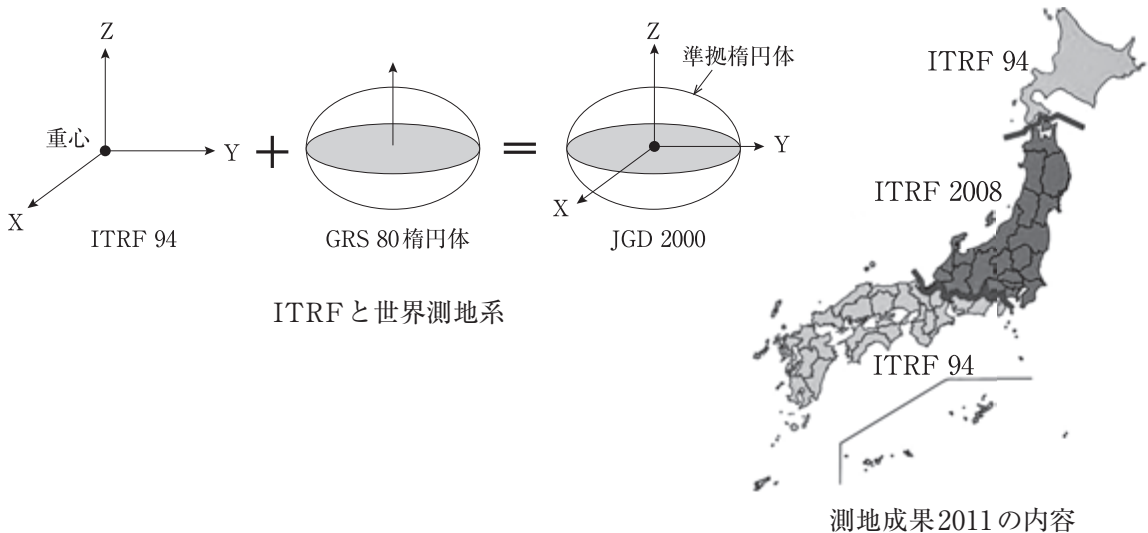 Z
重心
Y
X
ITRF 94
+
GRS 80楕円体
=
準拠楕円体
Z
Y
X
JGD 2000
ITRFと世界測地系
ITRF 94
ITRF 2008
ITRF 94
測地成果2011の内容